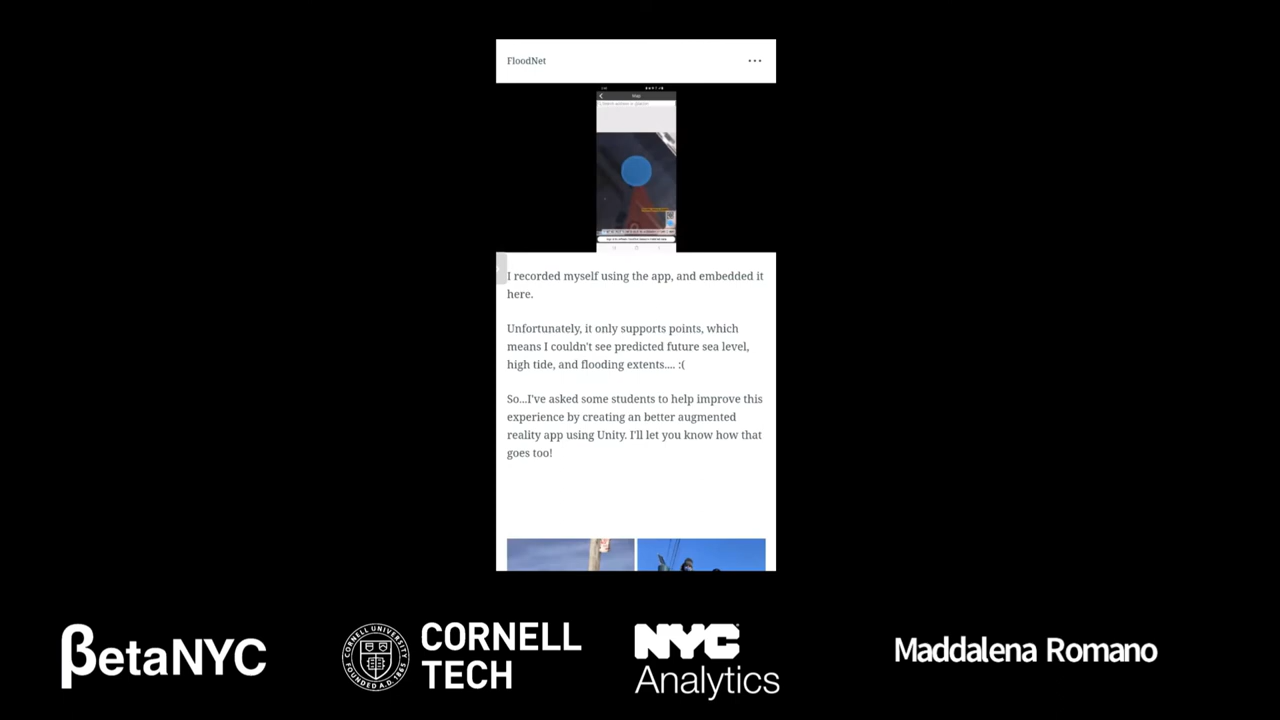 FloodNet
Map
I recorded myself using the app, and embedded it
here.
Unfortunately, it only supports points, which
means I couldn't see predicted future sea level,
high tide, and flooding extents.... :(
So...I've asked some students to help improve this
experience by creating an better augmented
reality app using Unity. I'll let you know how that
goes too!
βetaNYC
CORNELL
TECH
NYC
Analytics
Maddalena Romano